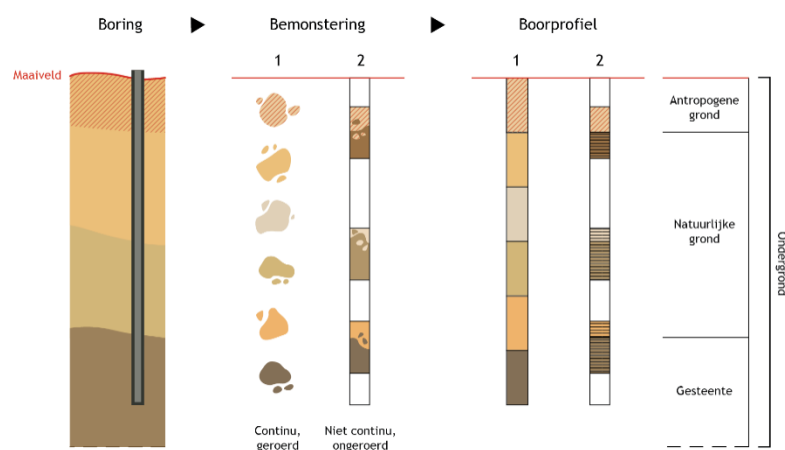 Boring
Bemonstering
Boorprofiel
1
2
1
2
Maaiveld
Antropogene
grond
Natuurlijke
grond
Ondergrond
Gesteente
Continu,
geroerd
Niet continu,
ongeroerd